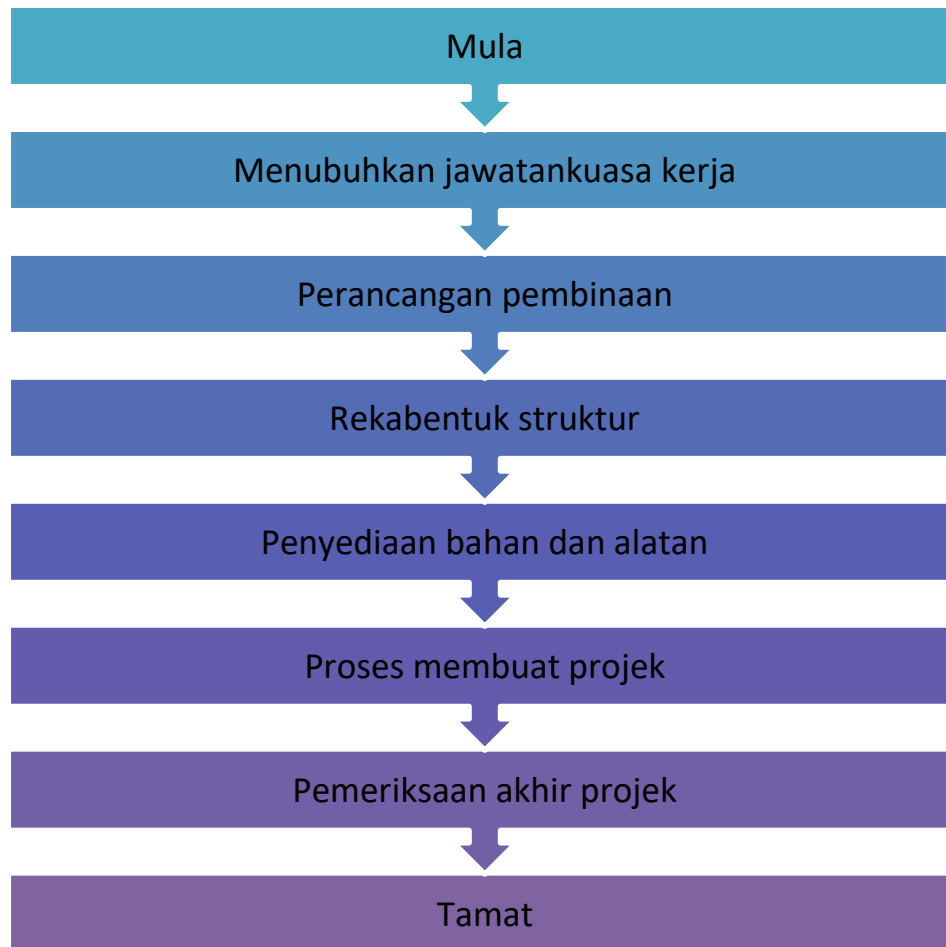 Mula
Menubuhkan jawatankuasa kerja
Perancangan pembinaan
Rekabentuk struktur
Penyediaan bahan dan alatan
Proses membuat projek
Pemeriksaan akhir projek
Tamat